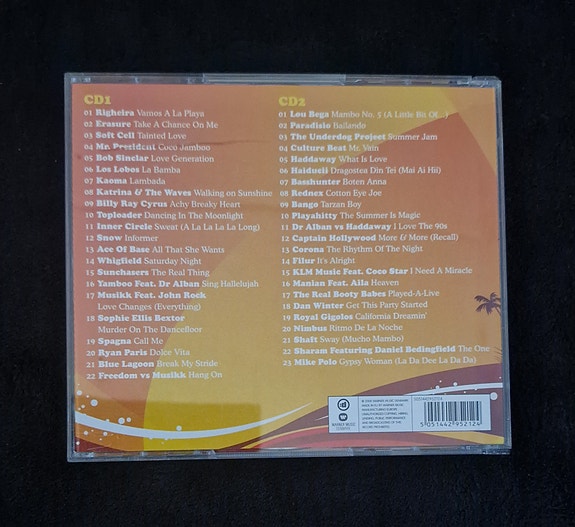 CD1
01 Righeira Vamos A La Playa
02 Erasure Take A Chance On Me
03 Soft Cell Tainted Love
04 Mr. President Coco Jamboo
05 Bob Sinclar Love Generation
06 Los Lobos La Bamba
07 Kaoma Lambada
08 Katrina & The Waves Walking on Sunshine
09 Billy Ray Cyrus Achy Breaky Heart
10 Toploader Dancing In The Moonlight
11 Inner Circle Sweat (A La La La La Long)
12 Snow Informer
13 Ace Of Base All That She Wants
14 Whigfield Saturday Night
15 Sunchasers The Real Thing
16 Yamboo Feat. Dr Alban Sing Hallelujah
17 Musikk Feat. John Rock
Love Changes (Everything)
18 Sophie Ellis Bextor
Murder On The Dancefloor
19 Spagna Call Me
20 Ryan Paris Dolce Vita
21 Blue Lagoon Break My Stride
22 Freedom vs Musikk Hang On
CD2
01 Lou Bega Mambo No. 5 (A Little Bit Of...)
02 Paradisio Bailando
03 The Underdog Project Summer Jam
04 Culture Beat Mr. Vain
05 Haddaway What Is Love
06 Haiducii Dragostea Din Tei (Mai Ai Hii)
07 Basshunter Boten Anna
08 Rednex Cotton Eye Joe
09 Bango Tarzan Boy
10 Playahitty The Summer Is Magic
11 Dr Alban vs Haddaway I Love The 90s
12 Captain Hollywood More & More (Recall)
13 Corona The Rhythm Of The Night
14 Filur It's Alright
15 KLM Music Feat. Coco Star I Need A Miracle
16 Manian Feat. Aila Heaven
17 The Real Booty Babes Played-A-Live
18 Dan Winter Get This Party Started
19 Royal Gigolos California Dreamin'
20 Nimbus Ritmo De La Noche
21 Shaft Sway (Mucho Mambo)
22 Sharam Featuring Daniel Bedingfield The One
23 Mike Polo Gypsy Woman (La Da Dee La Da Da)
WARNER MUSIC
5051442952124
5 051442 952124